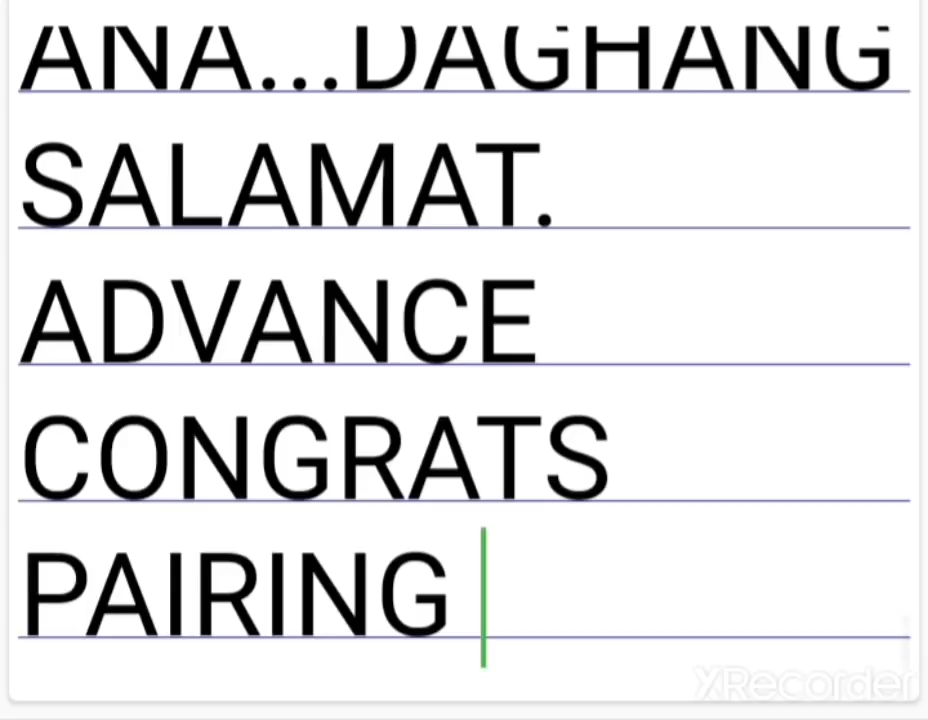 ANA...DAGHANG
SALAMAT.
ADVANCE
CONGRATS
PAIRING
XRecorder